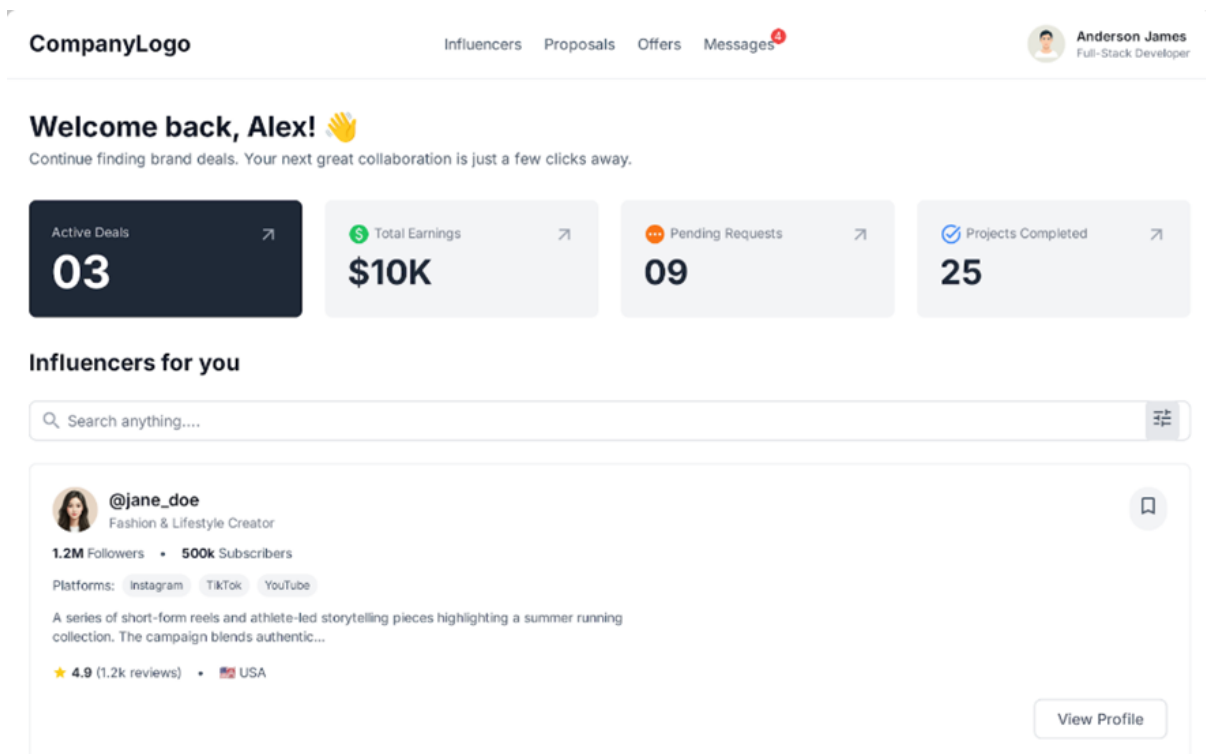 CompanyLogo
Influencers Proposals Offers Messages 4
Anderson James
Full-Stack Developer
Welcome back, Alex! 👋
Continue finding brand deals. Your next great collaboration is just a few clicks away.
Active Deals
03
Total Earnings
$10K
Pending Requests
09
Projects Completed
25
Influencers for you
Search anything....
@jane_doe
Fashion & Lifestyle Creator
1.2M Followers • 500k Subscribers
Platforms: Instagram TikTok YouTube
A series of short-form reels and athlete-led storytelling pieces highlighting a summer running
collection. The campaign blends authentic...
4.9 (1.2k reviews) • 🇺🇸 USA
View Profile